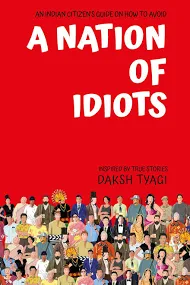 AN INDIAN CITIZEN'S GUIDE ON HOW TO AVOID
A NATION
OF
IDIOTS
INSPIRED BY TRUE STORIES
DAKSH TYAGI